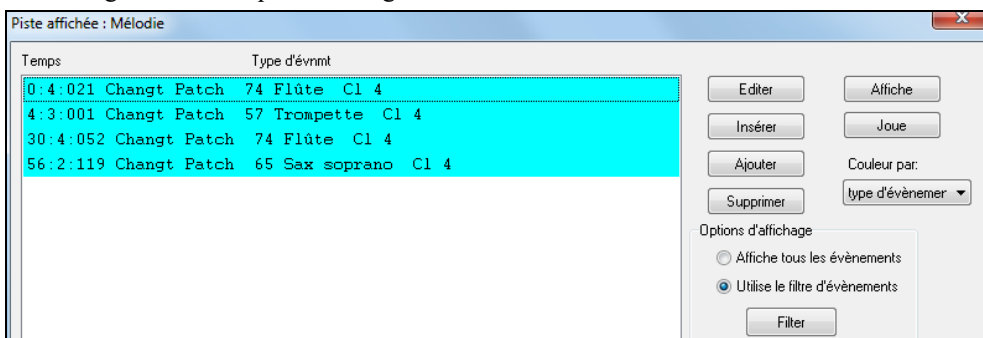 Piste affichée : Mélodie
Temps Type d'évnmt
0:4:021 Changt Patch 74 Flûte Cl 4
4:3:001 Changt Patch 57 Trompette Cl 4
30:4:052 Changt Patch 74 Flûte Cl 4
56:2:119 Changt Patch 65 Sax soprano Cl 4
Editer Affiche
Insérer Joue
Ajouter Couleur par:
Supprimer type d'évènemer
Options d'affichage
Affiche tous les évènements
Utilise le filtre d'évènements
Filter